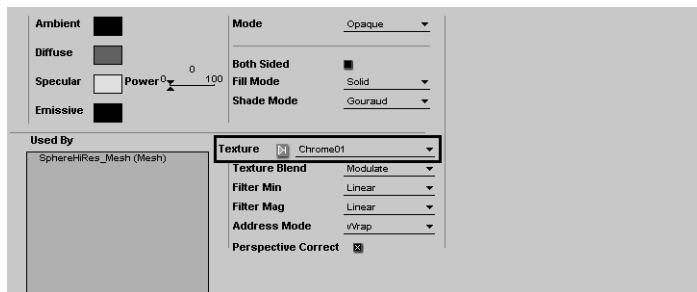 Ambient
Diffuse
Specular Power 0 0 100
Emissive
Mode Opaque
Both Sided
Fill Mode Solid
Shade Mode Gouraud
Used By
SphereHiRes_Mesh (Mesh)
Texture Chrome01
Texture Blend Modulate
Filter Min Linear
Filter Mag Linear
Address Mode Wrap
Perspective Correct